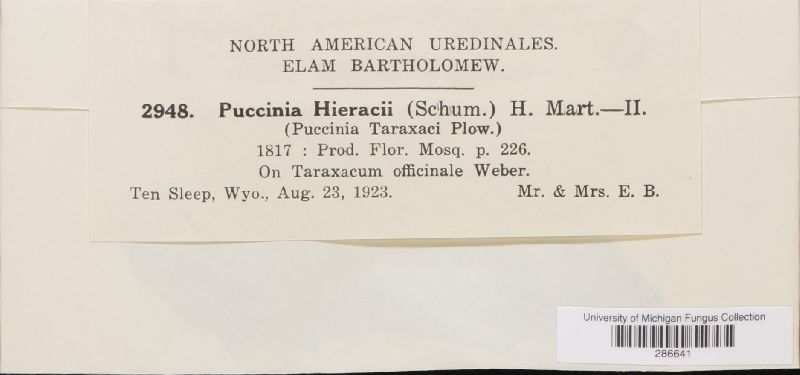 NORTH AMERICAN UREDINALES.
ELAM BARTHOLOMEW.
2948. Puccinia Hieracii (Schum.) H. Mart.—II.
(Puccinia Taraxaci Plow.)
1817 : Prod. Flor. Mosq. p. 226.
On Taraxacum officinale Weber.
Ten Sleep, Wyo., Aug. 23, 1923. Mr. & Mrs. E. B.
University of Michigan Fungus Collection
286641